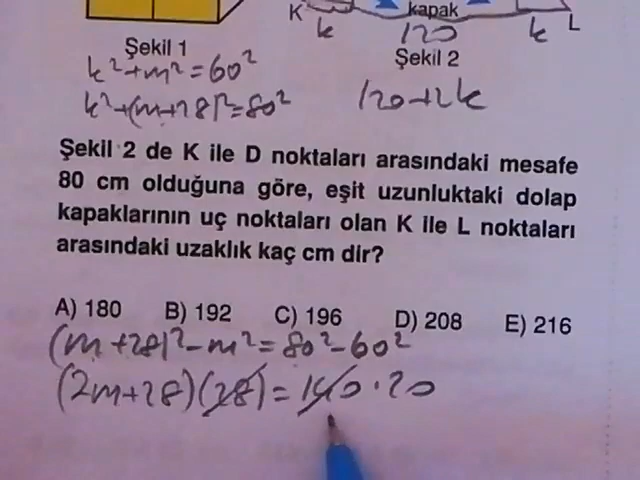 K kapak L
k 120 k
Şekil 1 Şekil 2
k²+m²=60²
k²+(m+28)²=80² 120+2k
Şekil 2 de K ile D noktaları arasındaki mesafe
80 cm olduğuna göre, eşit uzunluktaki dolap
kapaklarının uç noktaları olan K ile L noktaları
arasındaki uzaklık kaç cm dir?
A) 180 B) 192 C) 196 D) 208 E) 216
(m+28)²-m²=80²-60²
(2m+28)(28)=140.20